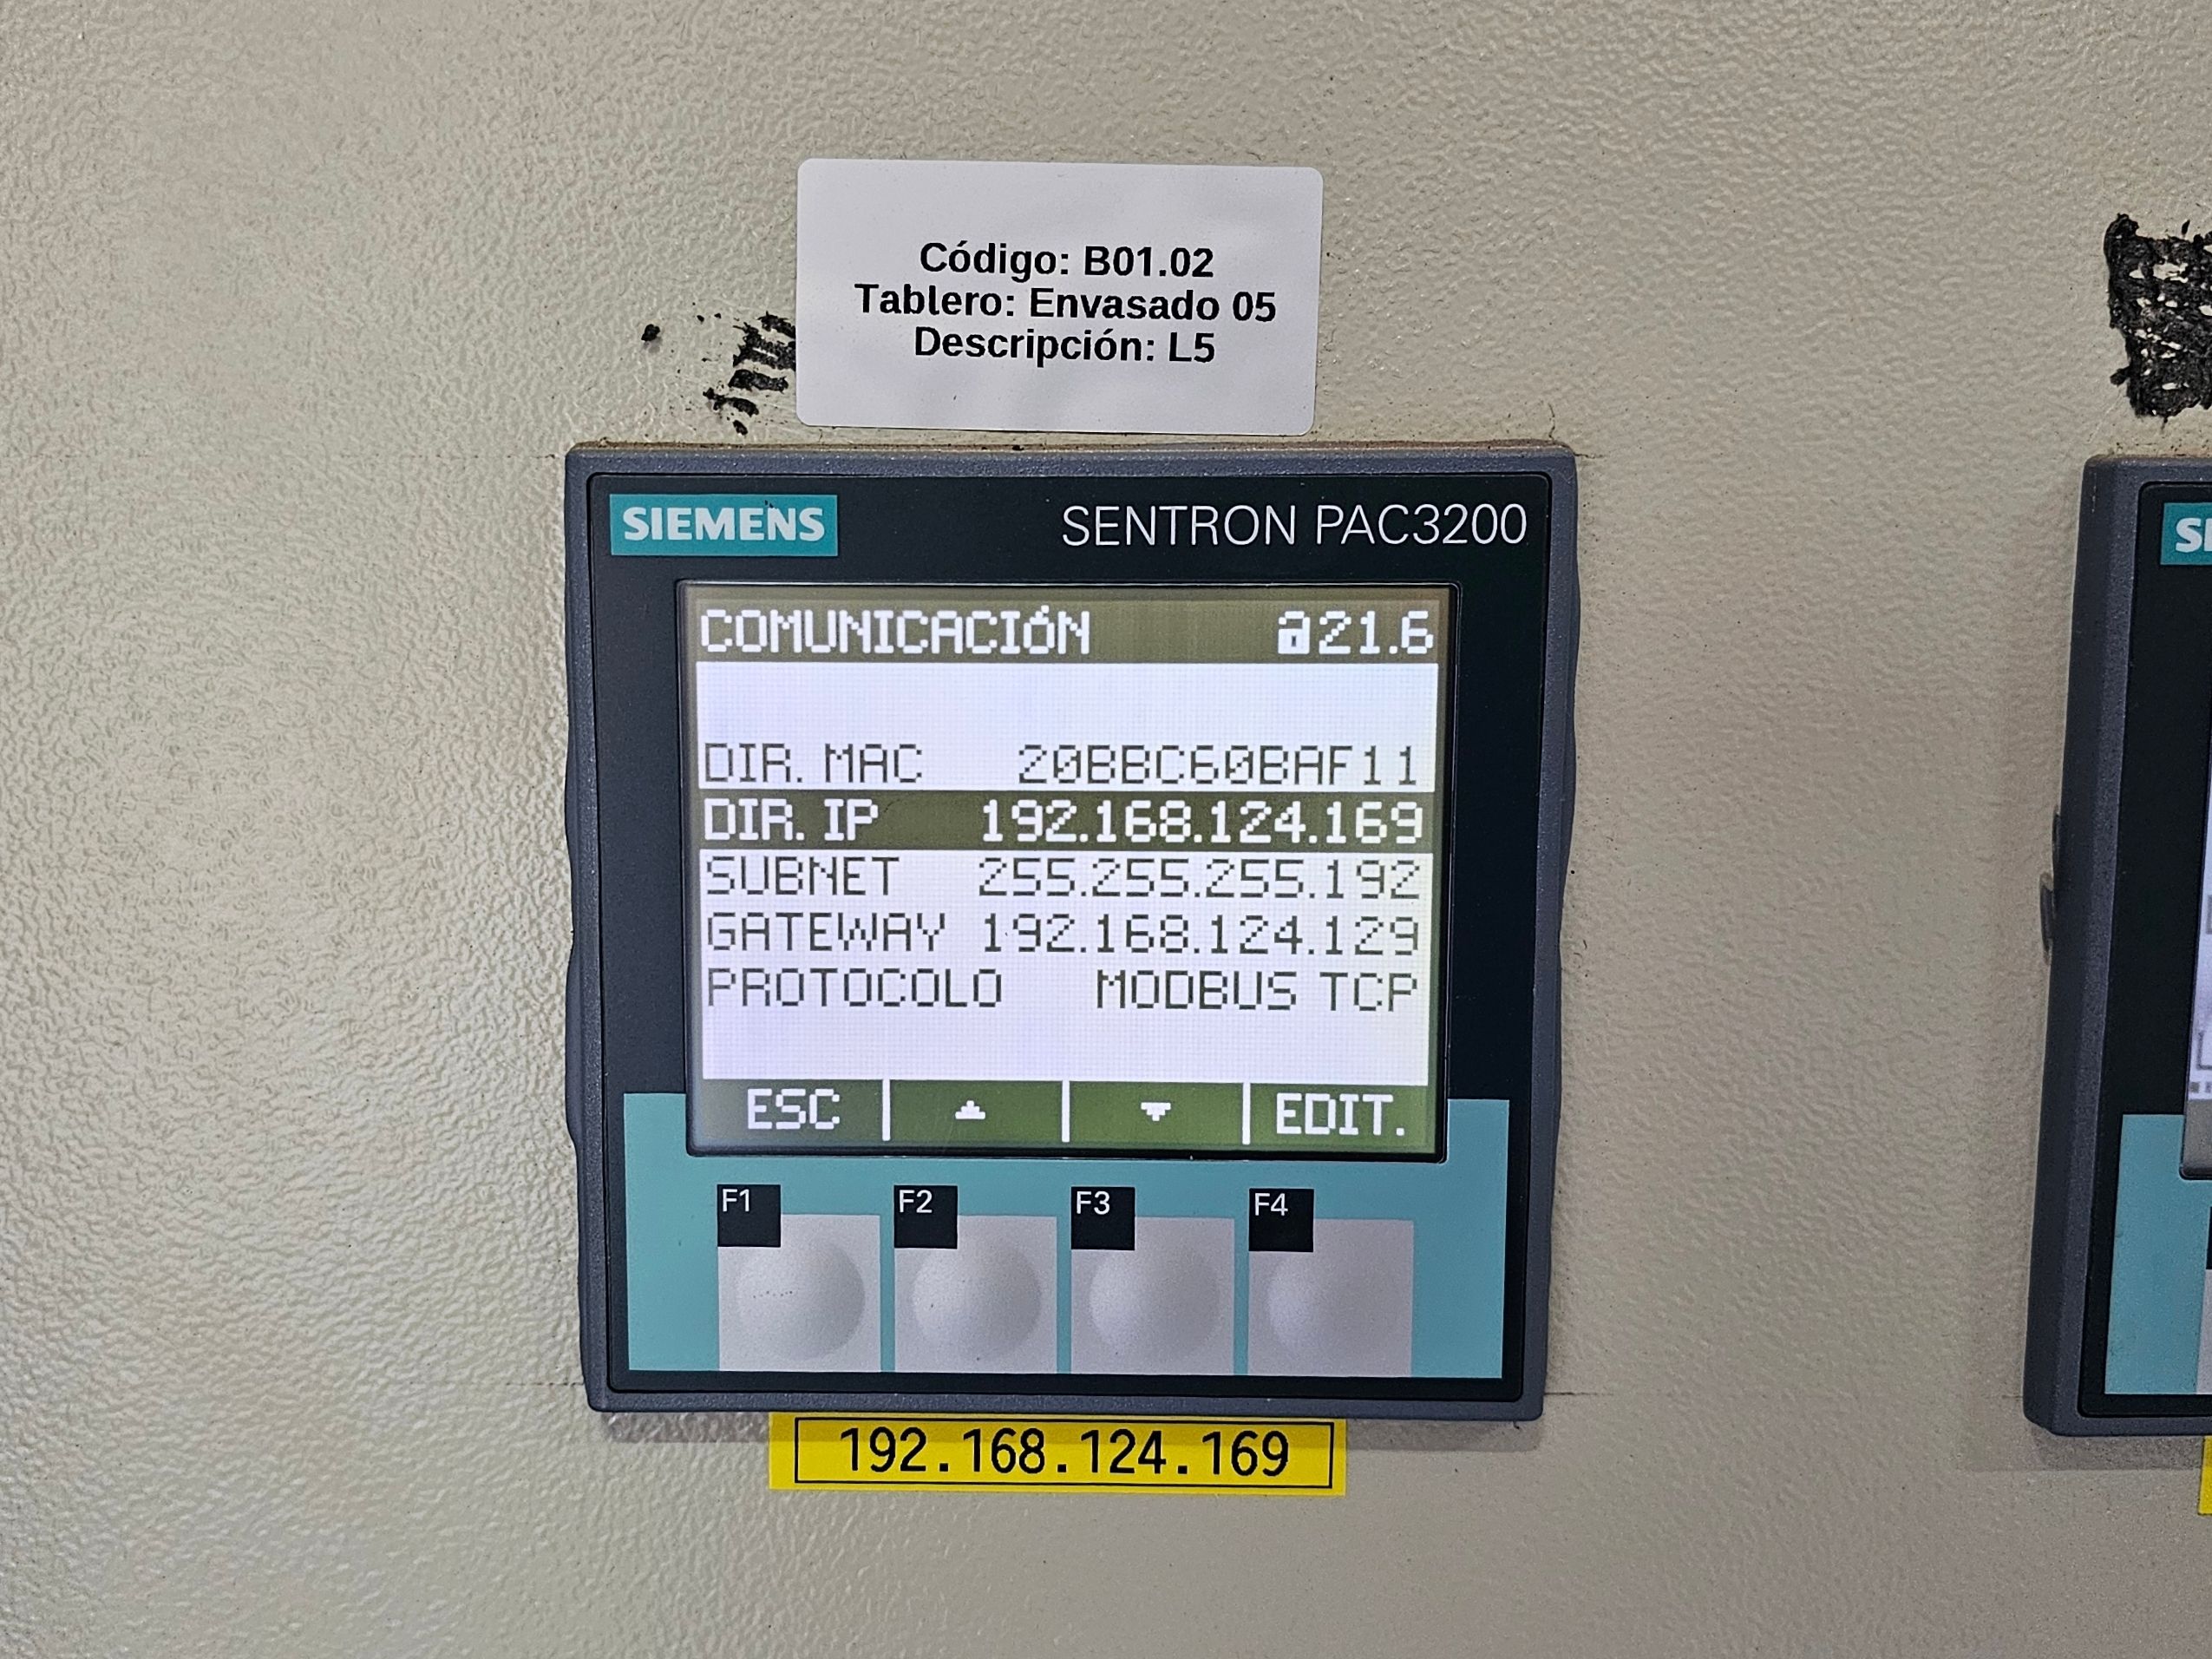 Código: B01.02
Tablero: Envasado 05
Descripción: L5
SIEMENS SENTRON PAC3200
COMUNICACIÓN 21.6
DIR. MAC 20BBC60BAF11
DIR. IP 192.168.124.169
SUBNET 255.255.255.192
GATEWAY 192.168.124.129
PROTOCOLO MODBUS TCP
ESC EDIT.
F1 F2 F3 F4
192.168.124.169